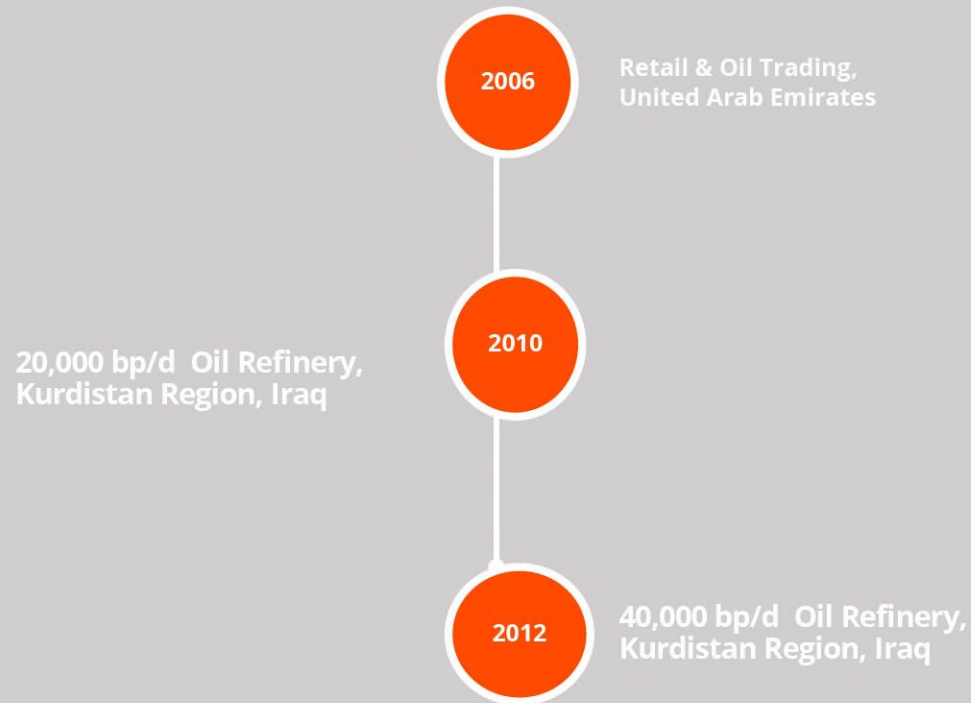 2006
Retail & Oil Trading,
United Arab Emirates
2010
20,000 bp/d Oil Refinery,
Kurdistan Region, Iraq
2012
40,000 bp/d Oil Refinery,
Kurdistan Region, Iraq